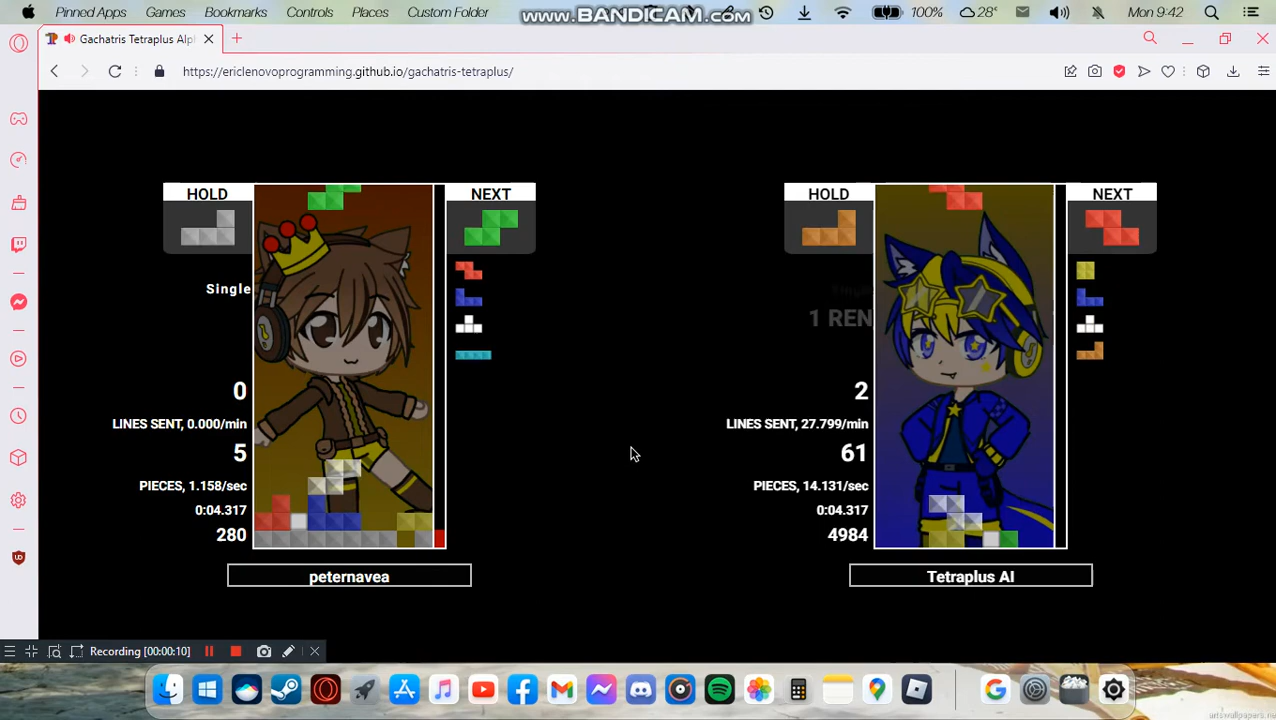 Pinned Apps Games Bookmarks Controls Places Custom Folder
www.BANDICAM.com
100% 28° Mon 9:42
Gachatris Tetraplus Alp
https://ericlenovoprogramming.github.io/gachatris-tetraplus/
HOLD NEXT
Single
0
LINES SENT, 0.000/min
5
PIECES, 1.158/sec
0:04.317
280
peternavea
HOLD NEXT
1 REN
2
LINES SENT, 27.799/min
61
PIECES, 14.131/sec
0:04.317
4984
Tetraplus AI
Recording [00:00:10]